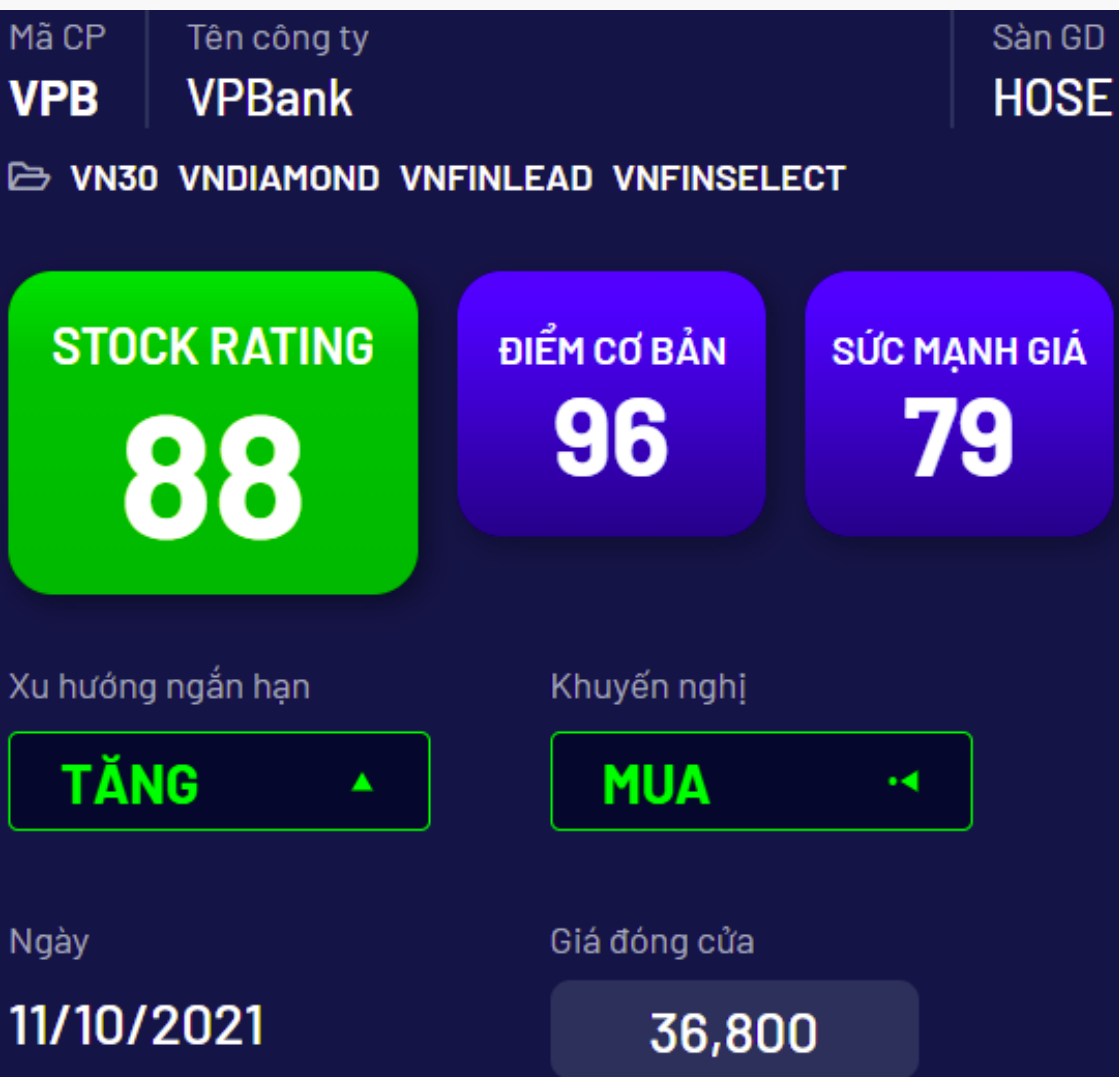 Mã CP Tên công ty Sàn GD
VPB VPBank HOSE
VN30 VNDIAMOND VNFINLEAD VNFINSELECT
STOCK RATING ĐIỂM CƠ BẢN SỨC MẠNH GIÁ
88 96 79
Xu hướng ngắn hạn Khuyến nghị
TĂNG MUA
Ngày Giá đóng cửa
11/10/2021 36,800